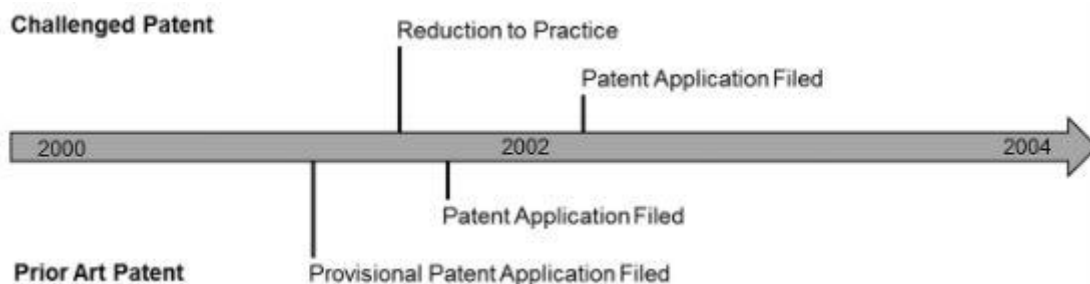 Challenged Patent
Reduction to Practice
Patent Application Filed
2000 2002 2004
Patent Application Filed
Prior Art Patent
Provisional Patent Application Filed